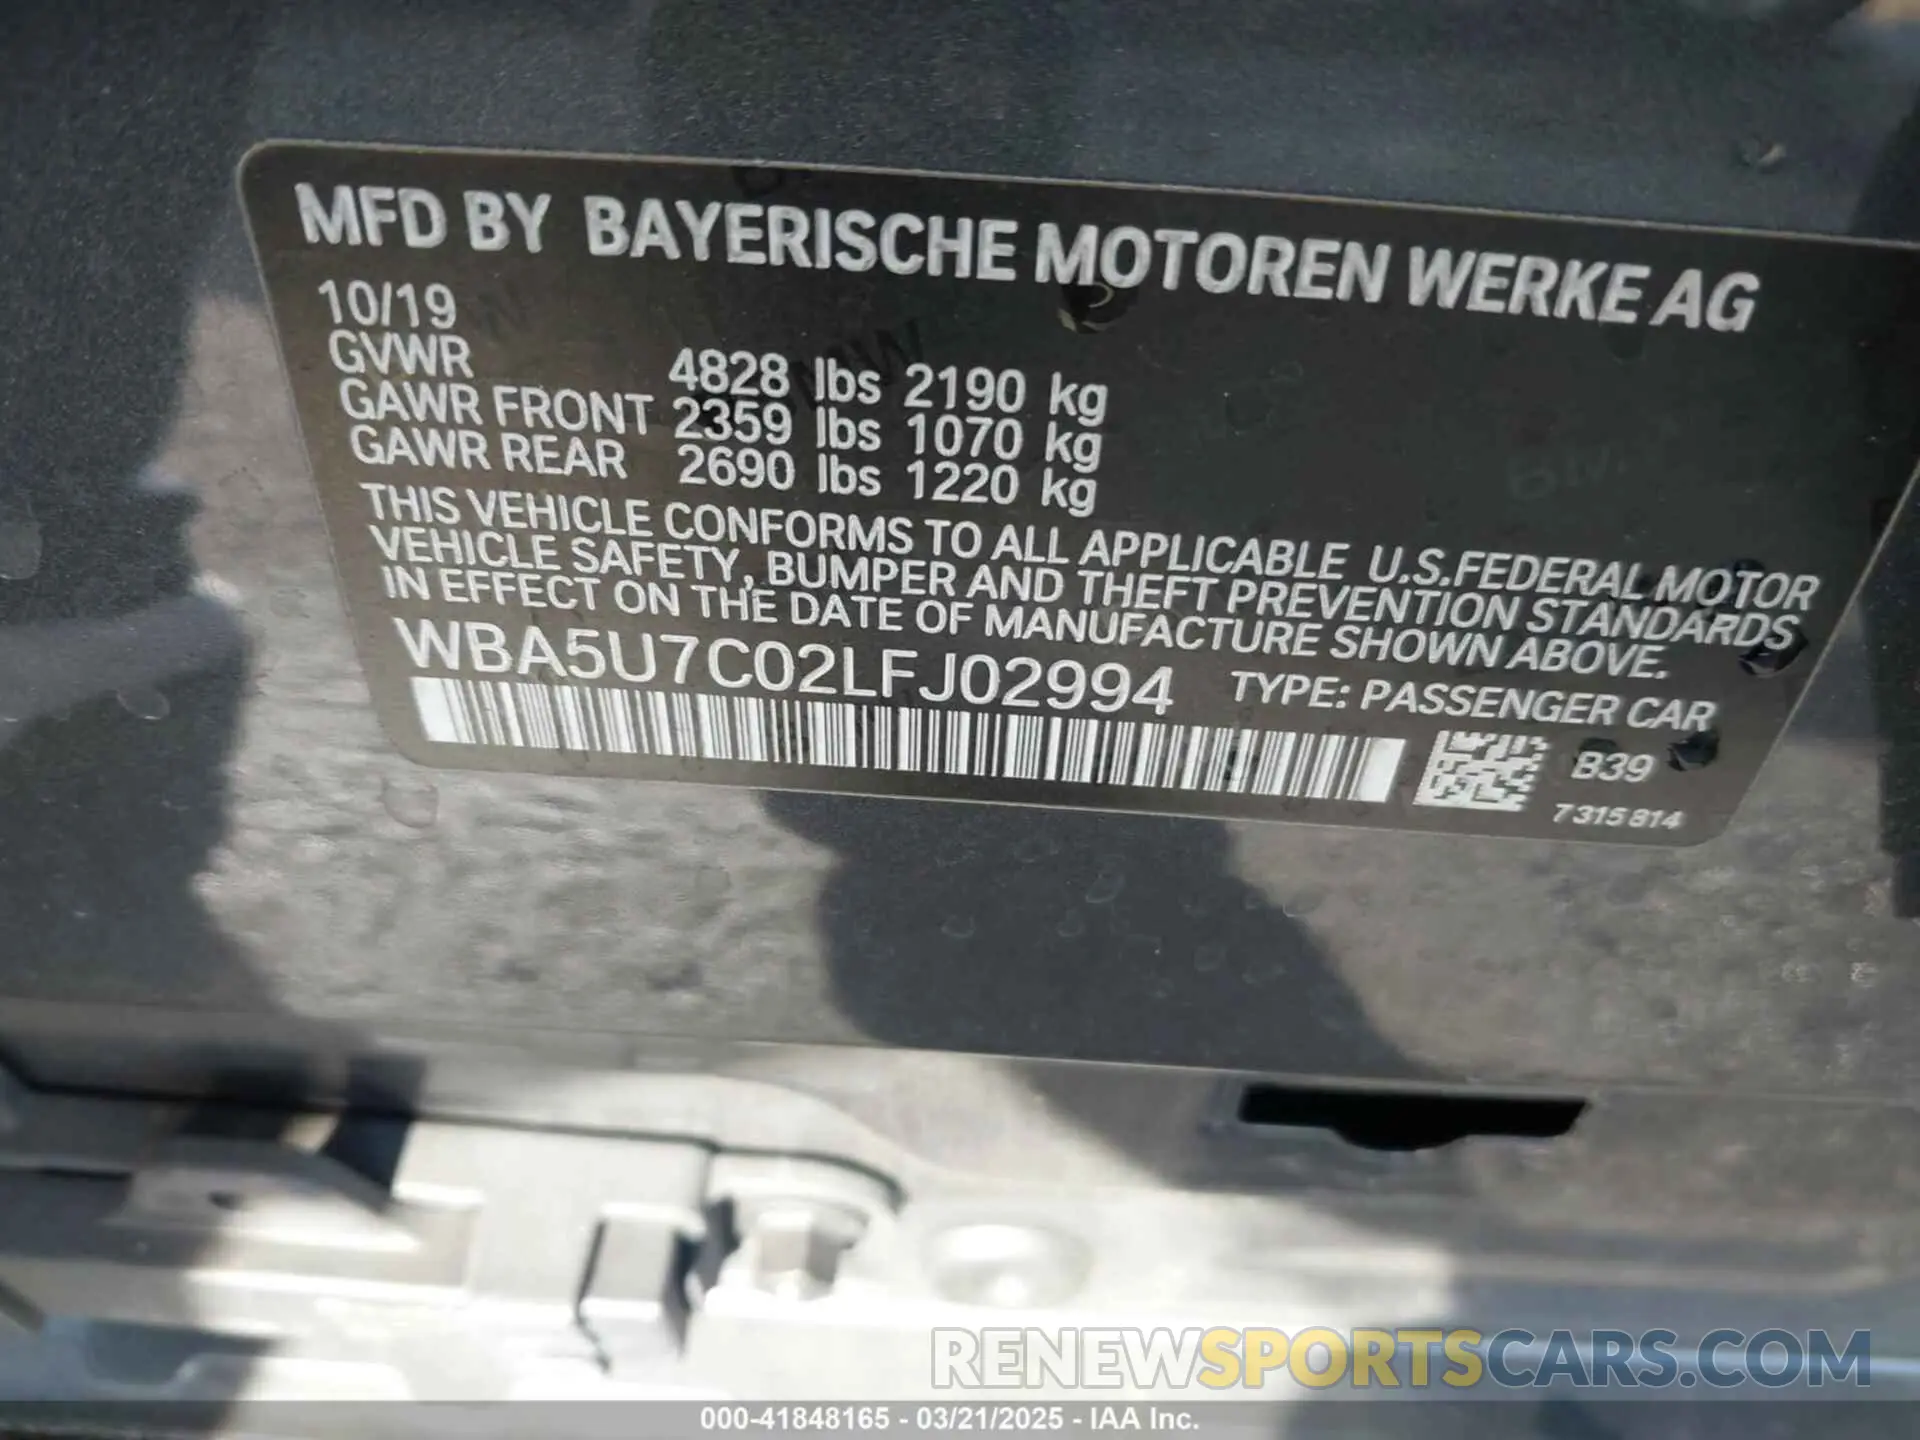 MFD BY BAYERISCHE MOTOREN WERKE AG
10/19
GVWR 4828 lbs 2190 kg
GAWR FRONT 2359 lbs 1070 kg
GAWR REAR 2690 lbs 1220 kg
THIS VEHICLE CONFORMS TO ALL APPLICABLE U.S.FEDERAL MOTOR
VEHICLE SAFETY, BUMPER AND THEFT PREVENTION STANDARDS
IN EFFECT ON THE DATE OF MANUFACTURE SHOWN ABOVE.
WBA5U7C02LFJ02994 TYPE: PASSENGER CAR
B39
7 315 814
RENEWSPORTSCARS.COM
000-41848165 - 03/21/2025 - IAA Inc.